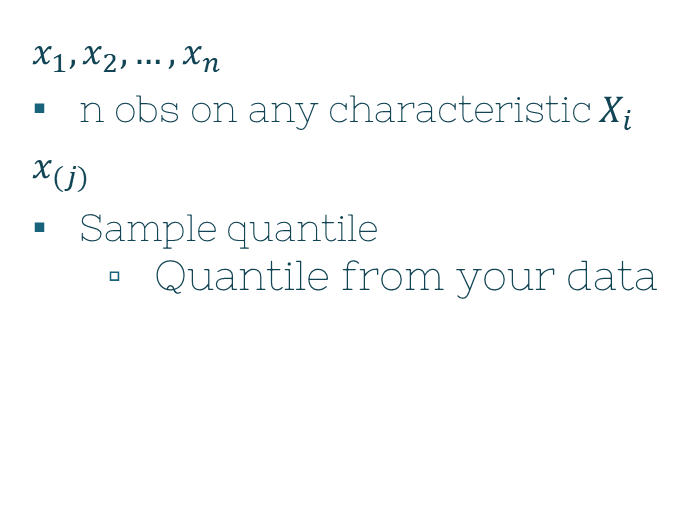 x₁, x₂, … , xₙ
▪ n obs on any characteristic Xᵢ
x₍ⱼ₎
▪ Sample quantile
▫ Quantile from your data